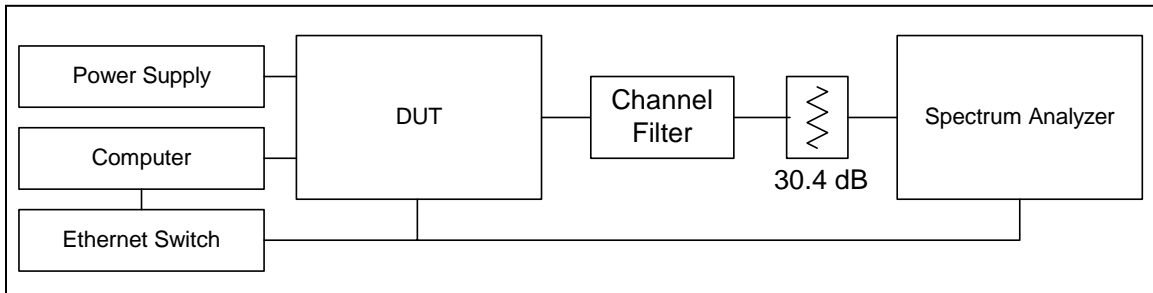 Power Supply
Computer
Ethernet Switch
DUT
Channel
Filter
30.4 dB
Spectrum Analyzer